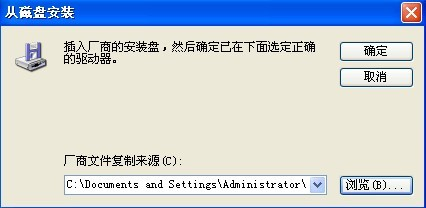 从磁盘安装
插入厂商的安装盘，然后确定已在下面选定正确
的驱动器。
确定
取消
厂商文件复制来源(C):
C:\Documents and Settings\Administrator\
浏览(B)...